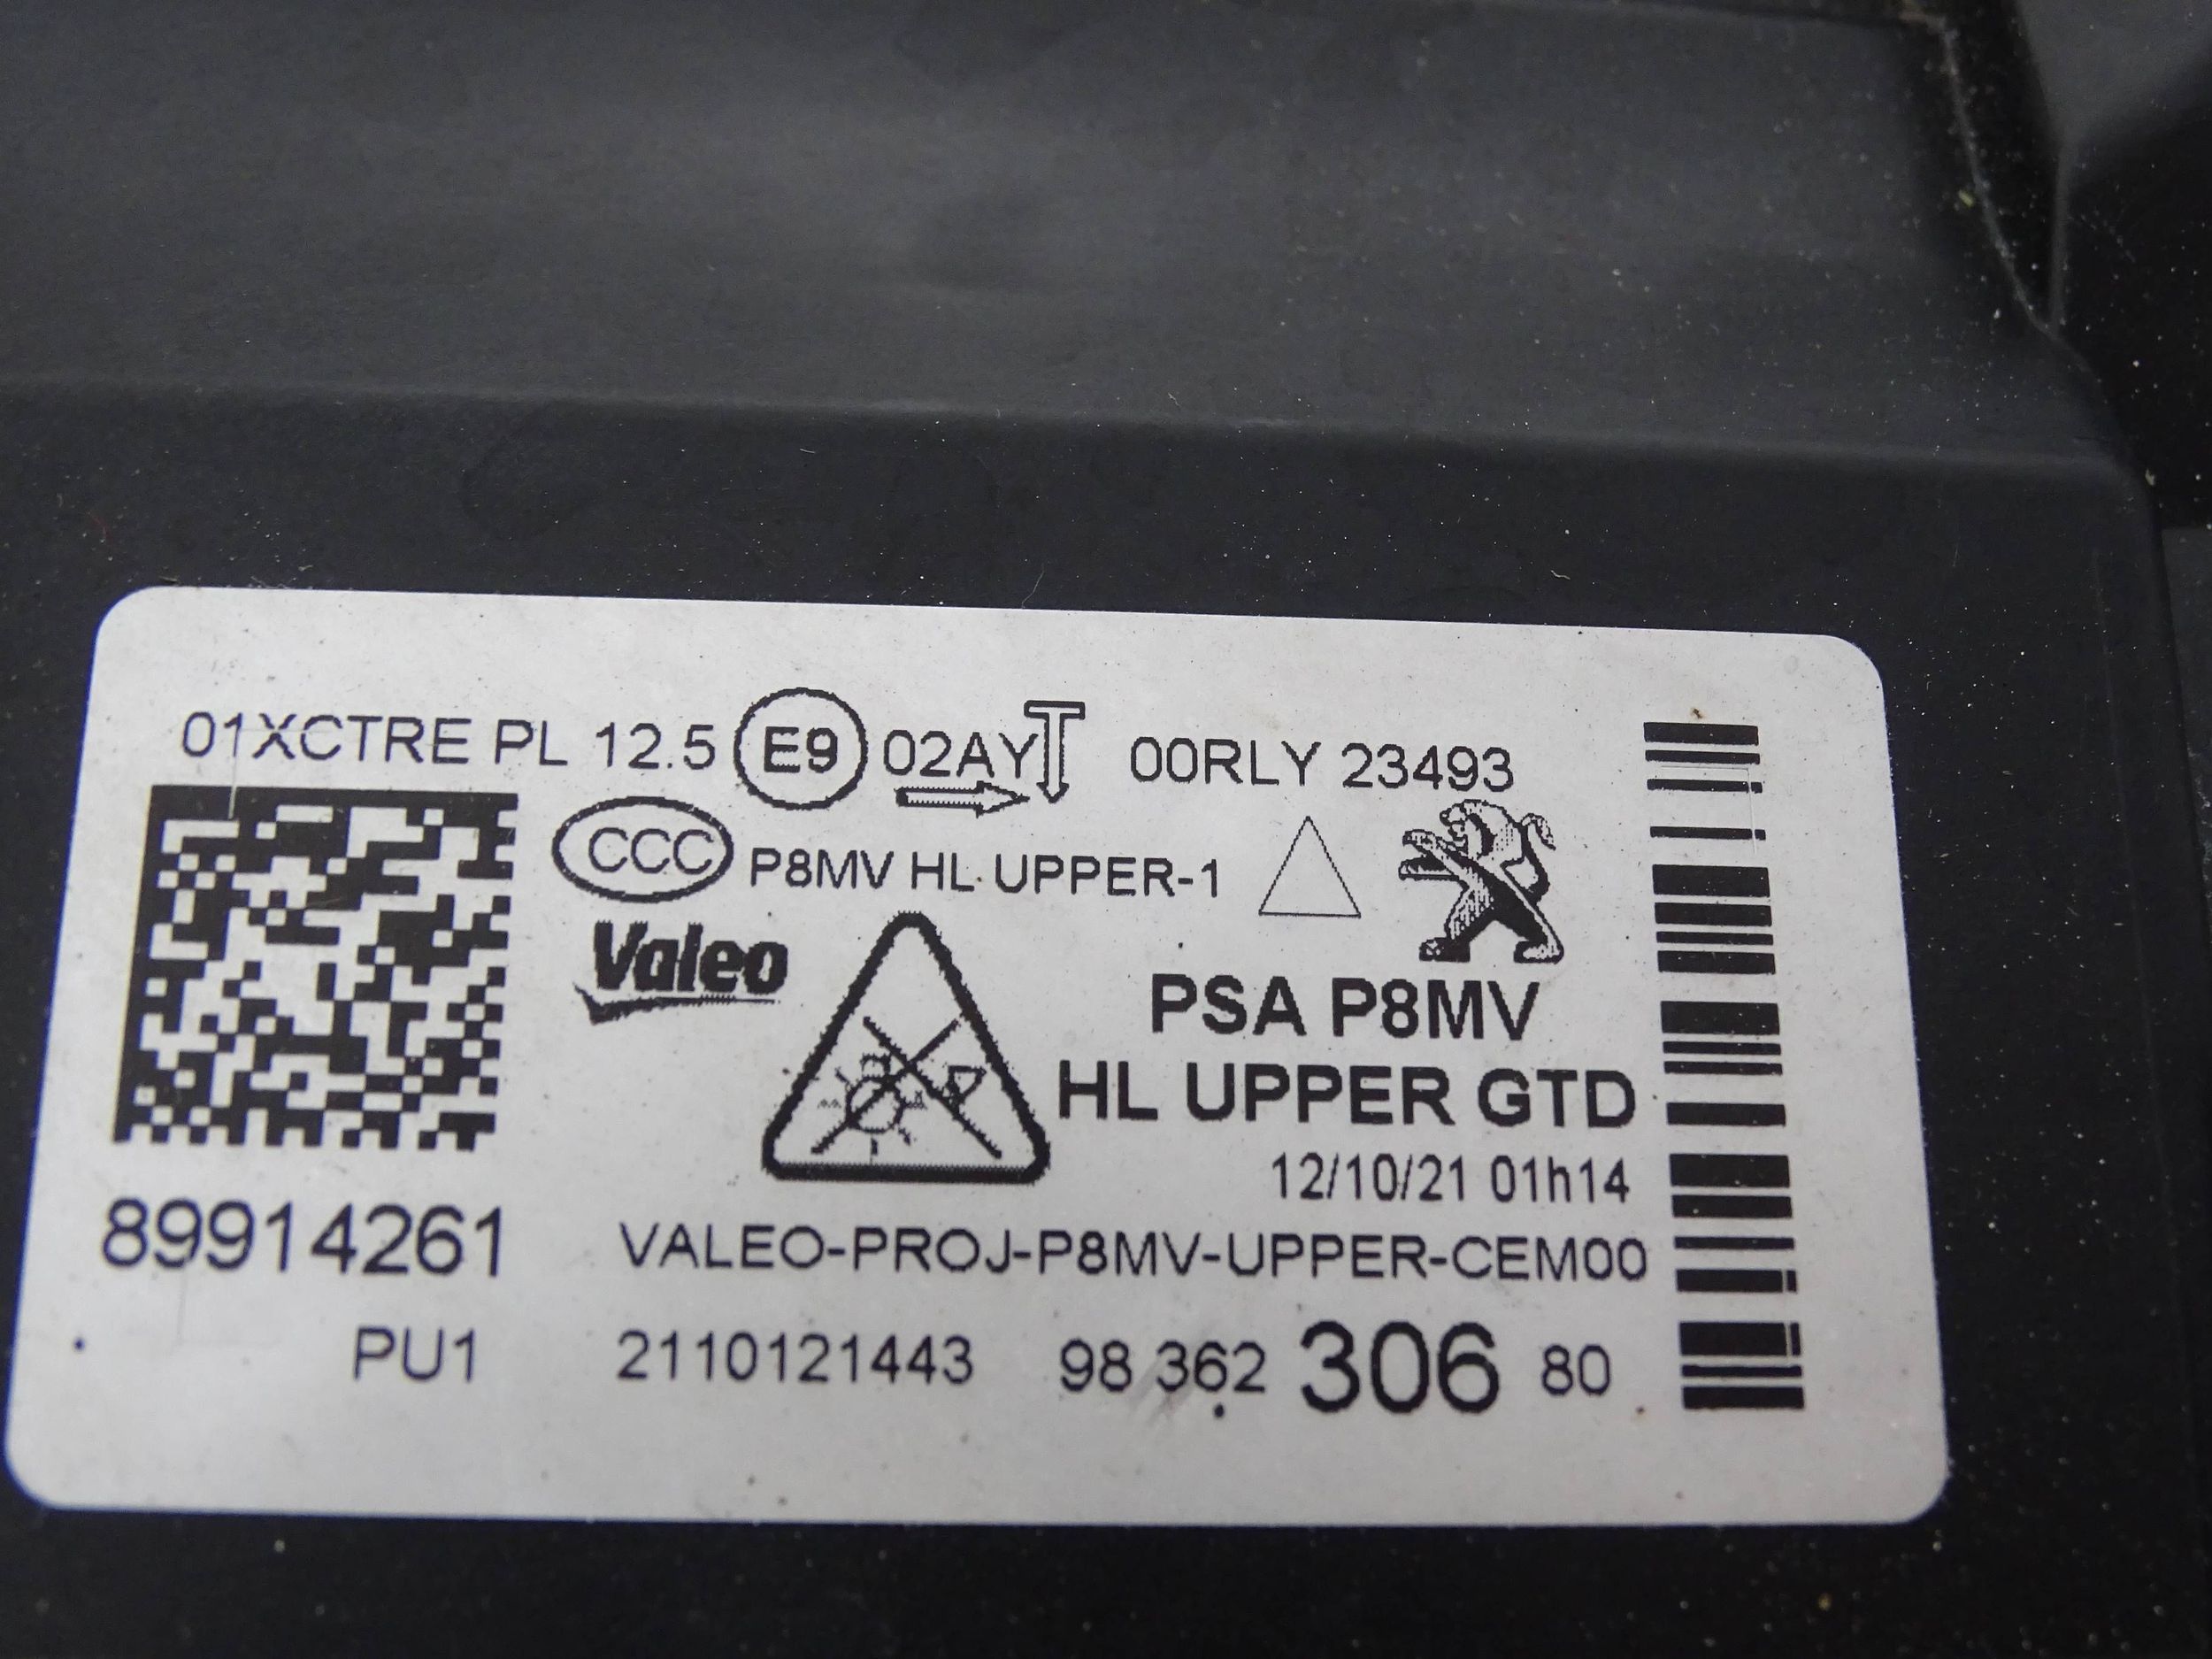 01XCTRE PL 12.5 E9 02AY 00RLY 23493
CCC P8MV HL UPPER-1
Valeo
PSA P8MV
HL UPPER GTD
12/10/21 01h14
89914261 VALEO-PROJ-P8MV-UPPER-CEM00
PU1 2110121443 98 362 306 80